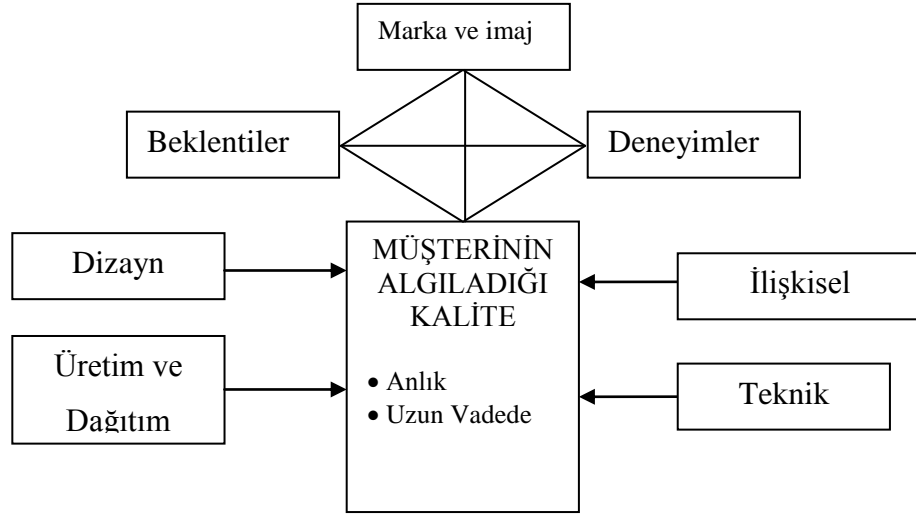 Marka ve imaj
Beklentiler
Deneyimler
MÜŞTERİNİN
ALGILADIĞI
KALİTE
• Anlık
• Uzun Vadede
Dizayn
Üretim ve
Dağıtım
İlişkisel
Teknik